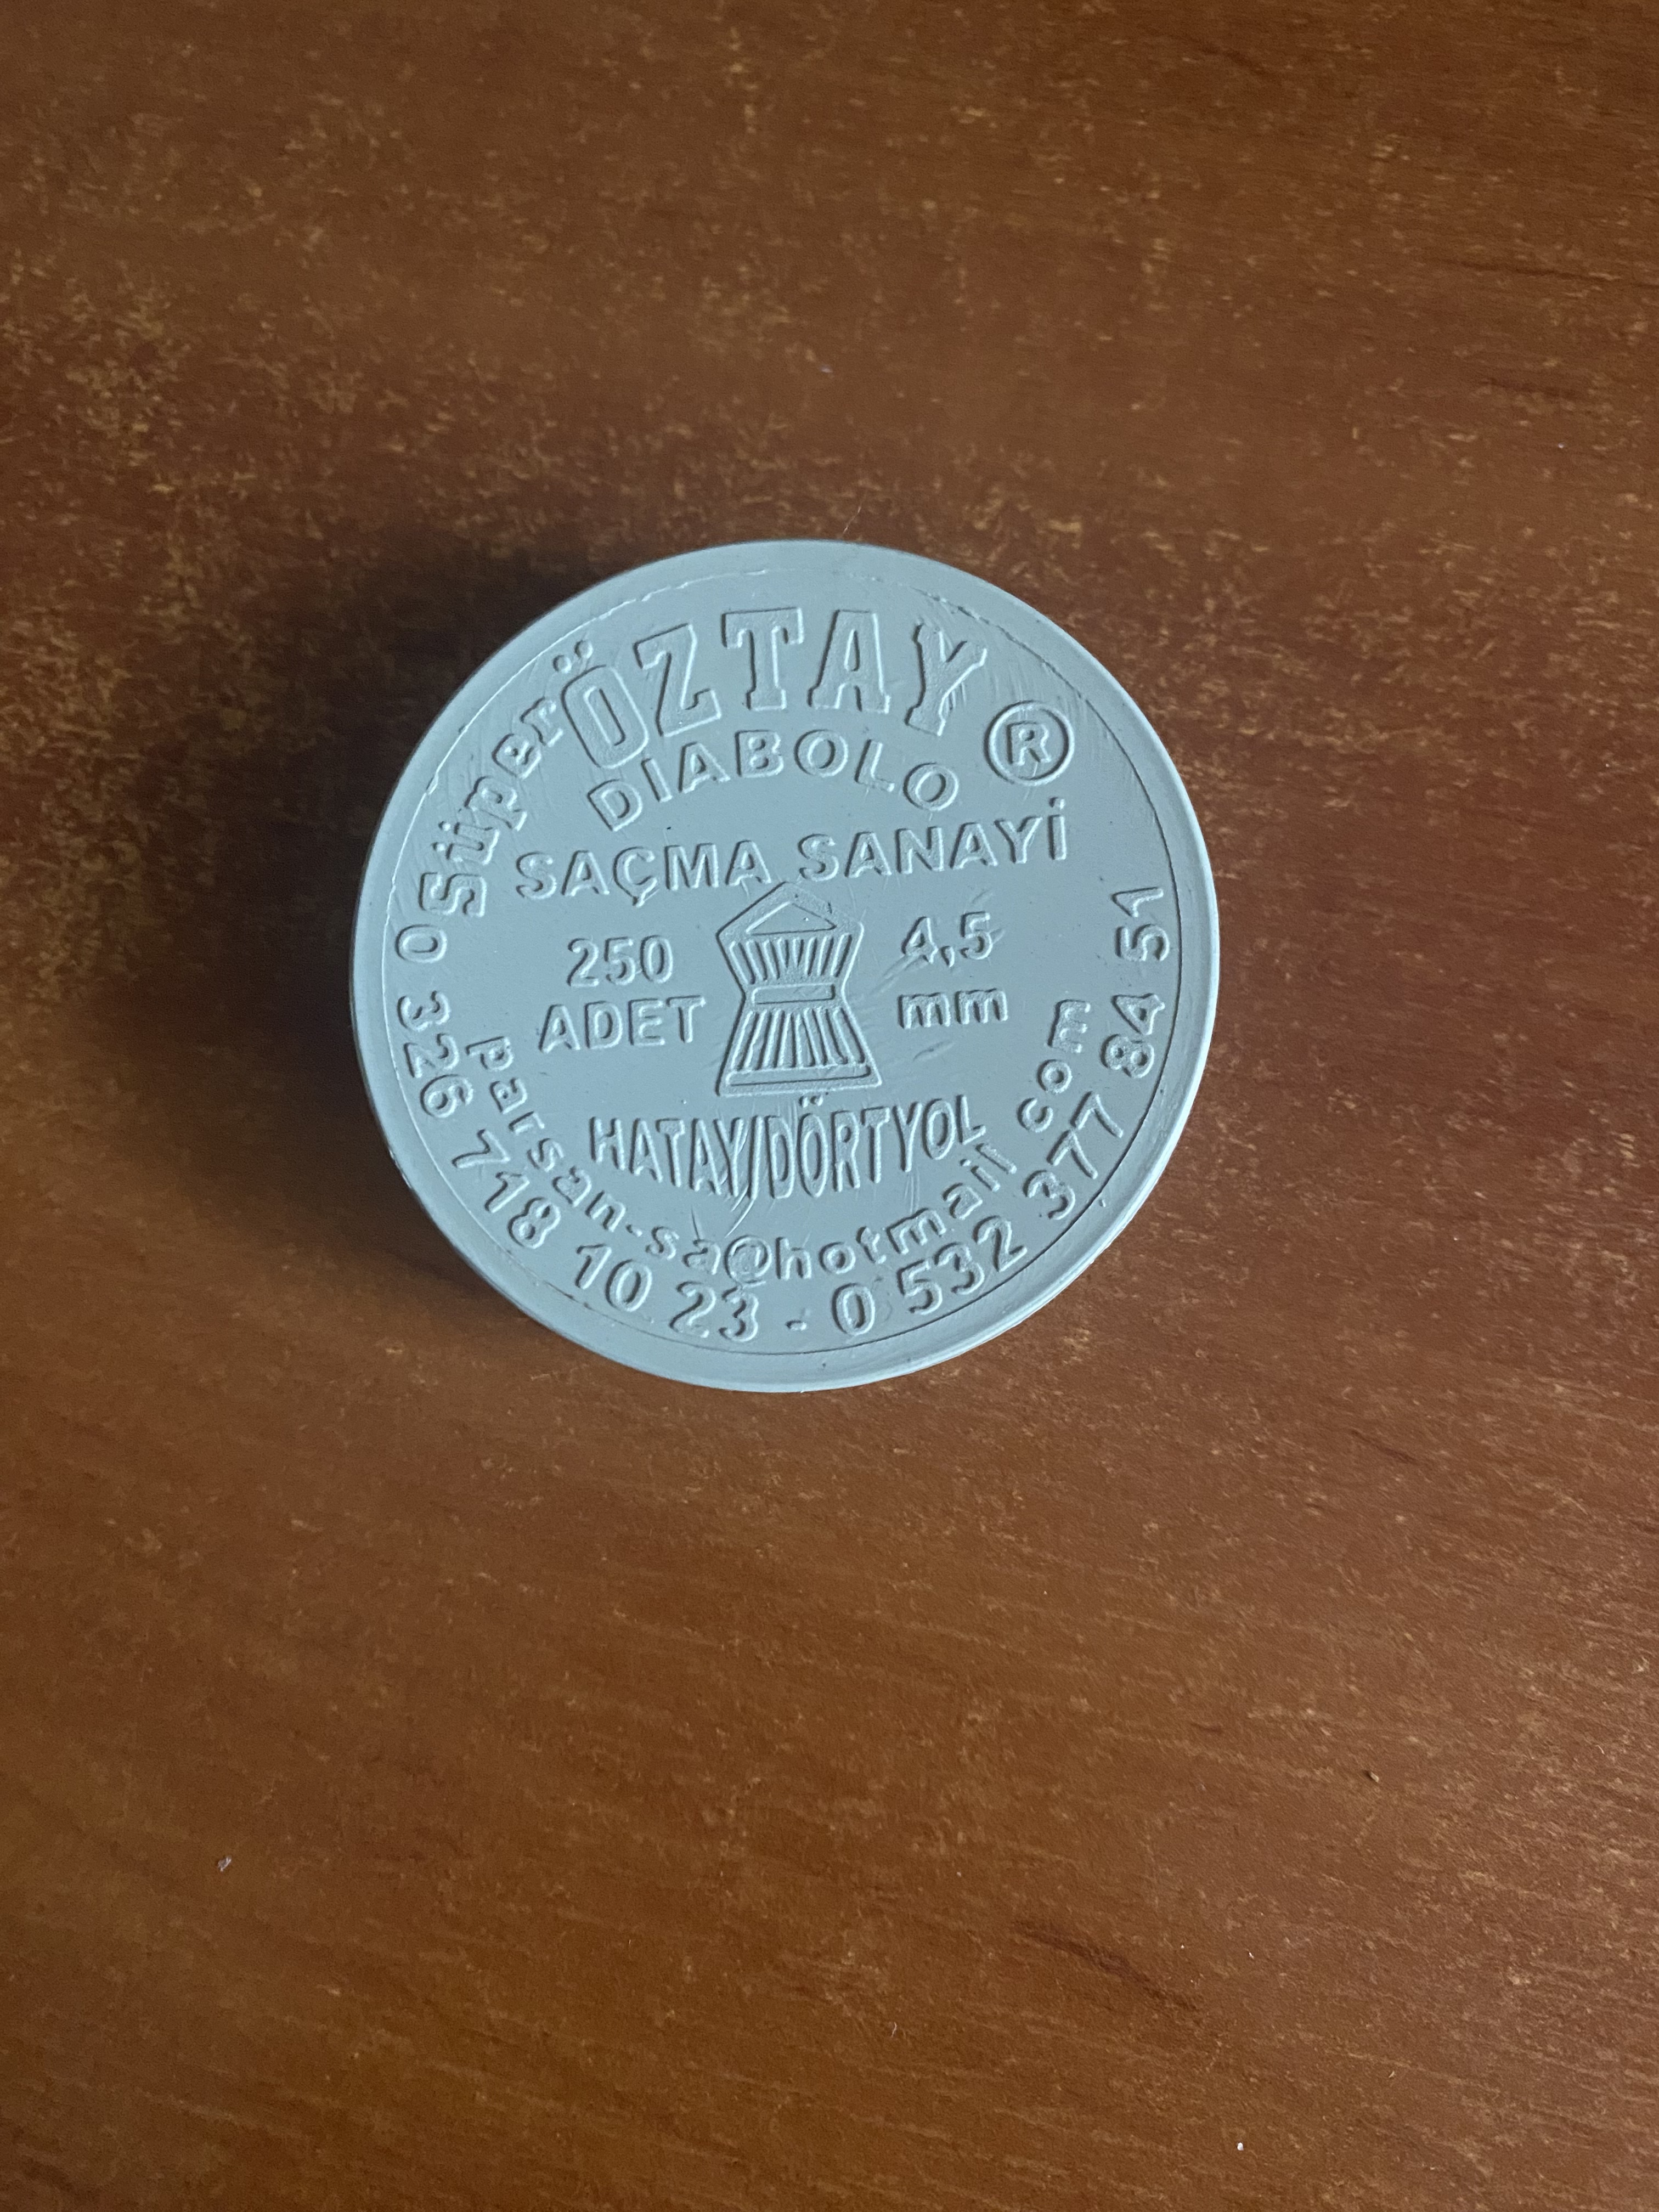 Süper ÖZTAY ®
DIABOLO
SAÇMA SANAYİ
250 ADET
4,5 mm
HATAY/DÖRTYOL
parsan-sa@hotmail com
0 326 718 10 23 - 0 532 377 84 51